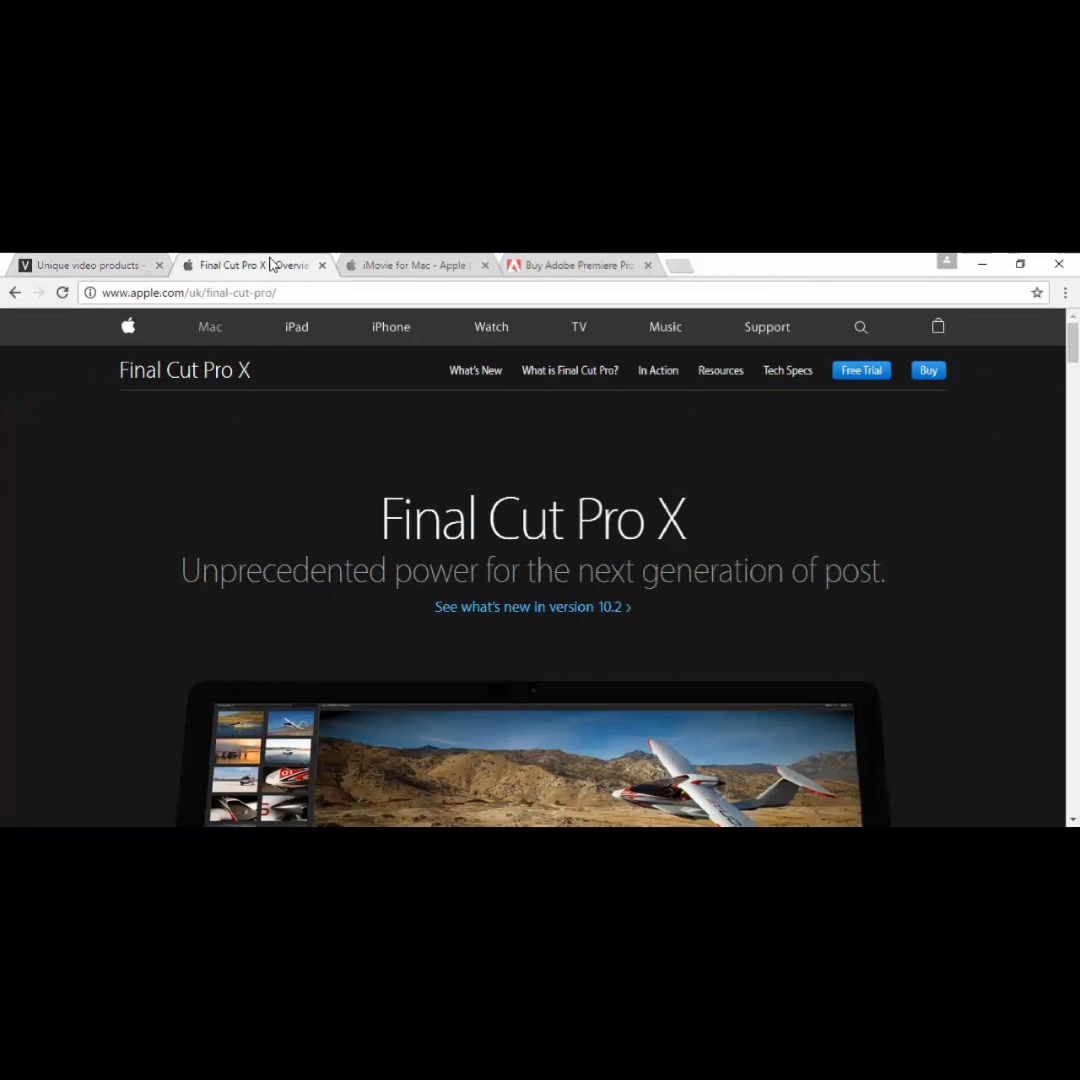 Unique video products -
Final Cut Pro X Overvie
iMovie for Mac - Apple
Buy Adobe Premiere Pro
www.apple.com/uk/final-cut-pro/
Mac iPad iPhone Watch TV Music Support
Final Cut Pro X What's New What is Final Cut Pro? In Action Resources Tech Specs Free Trial Buy
Final Cut Pro X
Unprecedented power for the next generation of post.
See what's new in version 10.2 >